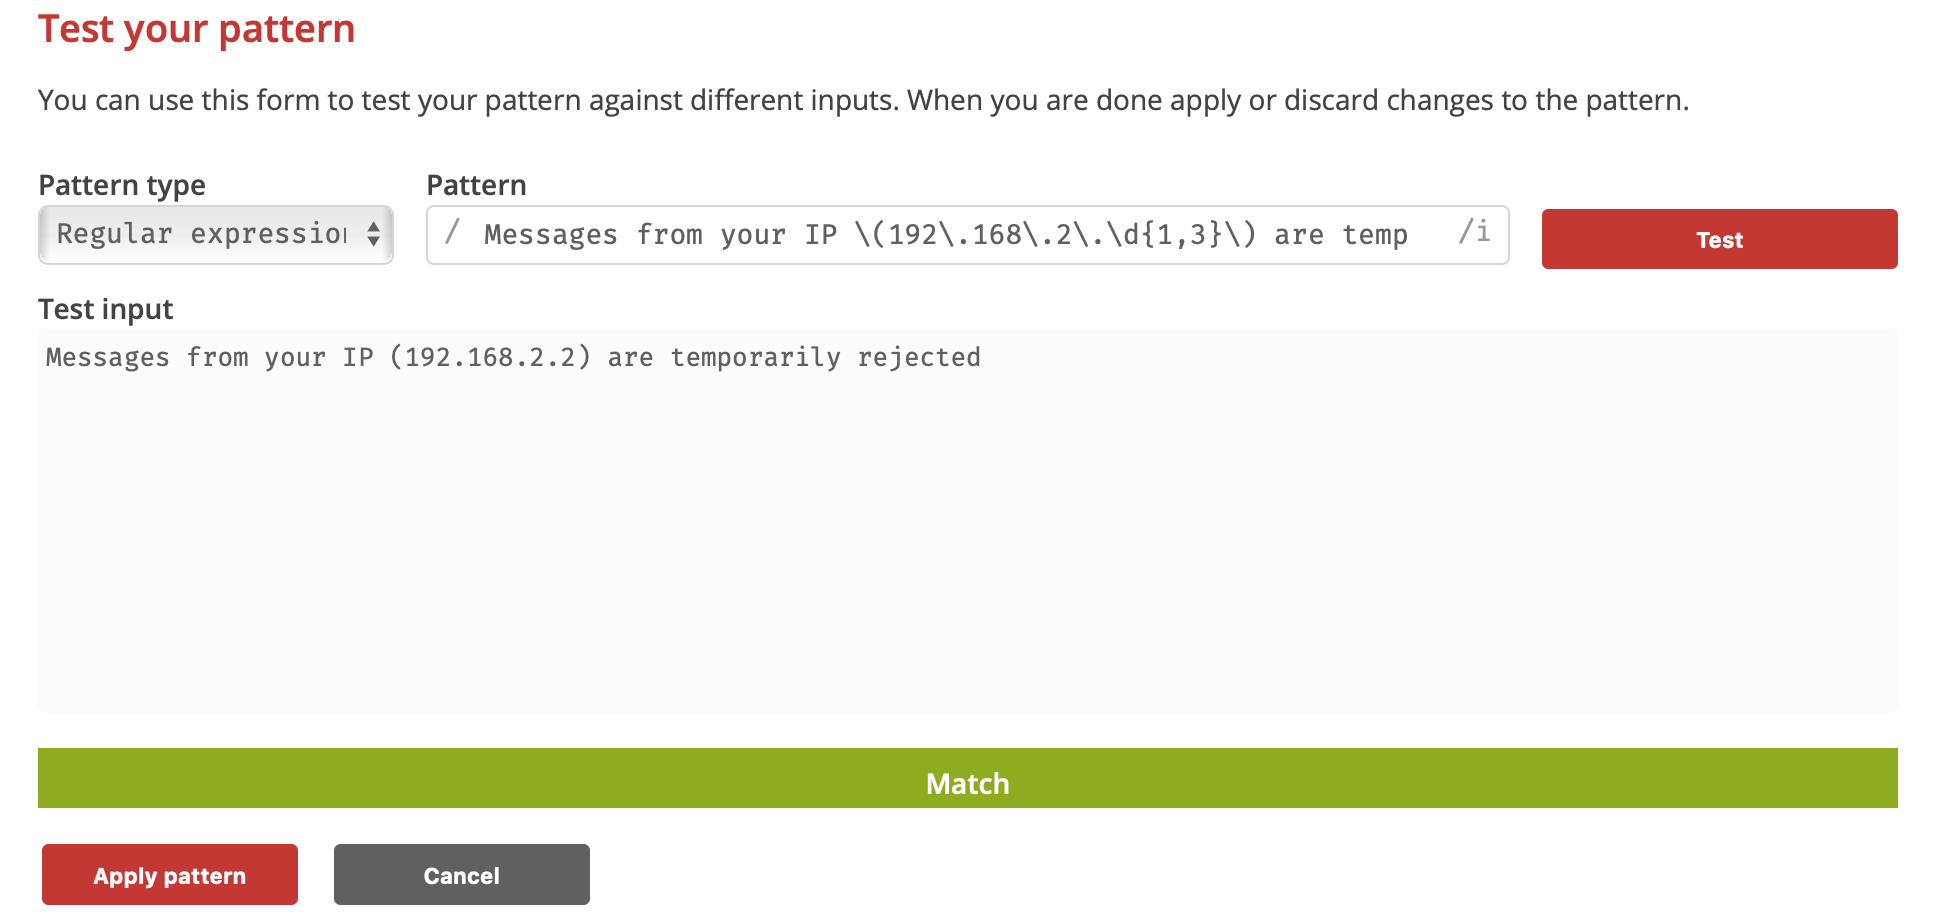 Test your pattern
You can use this form to test your pattern against different inputs. When you are done apply or discard changes to the pattern.
Pattern type
Pattern
Regular expression
/ Messages from your IP \(192\.168\.2\.\d{1,3}\) are temp /i
Test
Test input
Messages from your IP (192.168.2.2) are temporarily rejected
Match
Apply pattern
Cancel